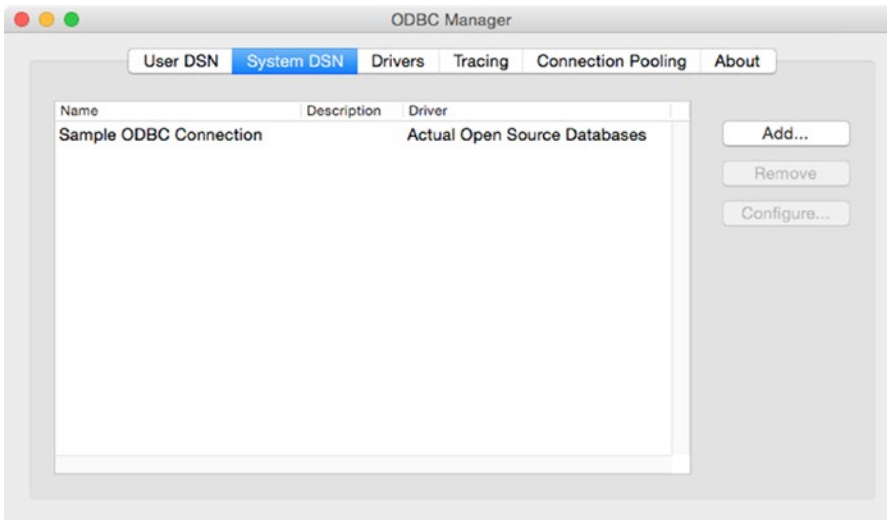 ODBC Manager
User DSN System DSN Drivers Tracing Connection Pooling About
Name Description Driver
Sample ODBC Connection Actual Open Source Databases
Add...
Remove
Configure...